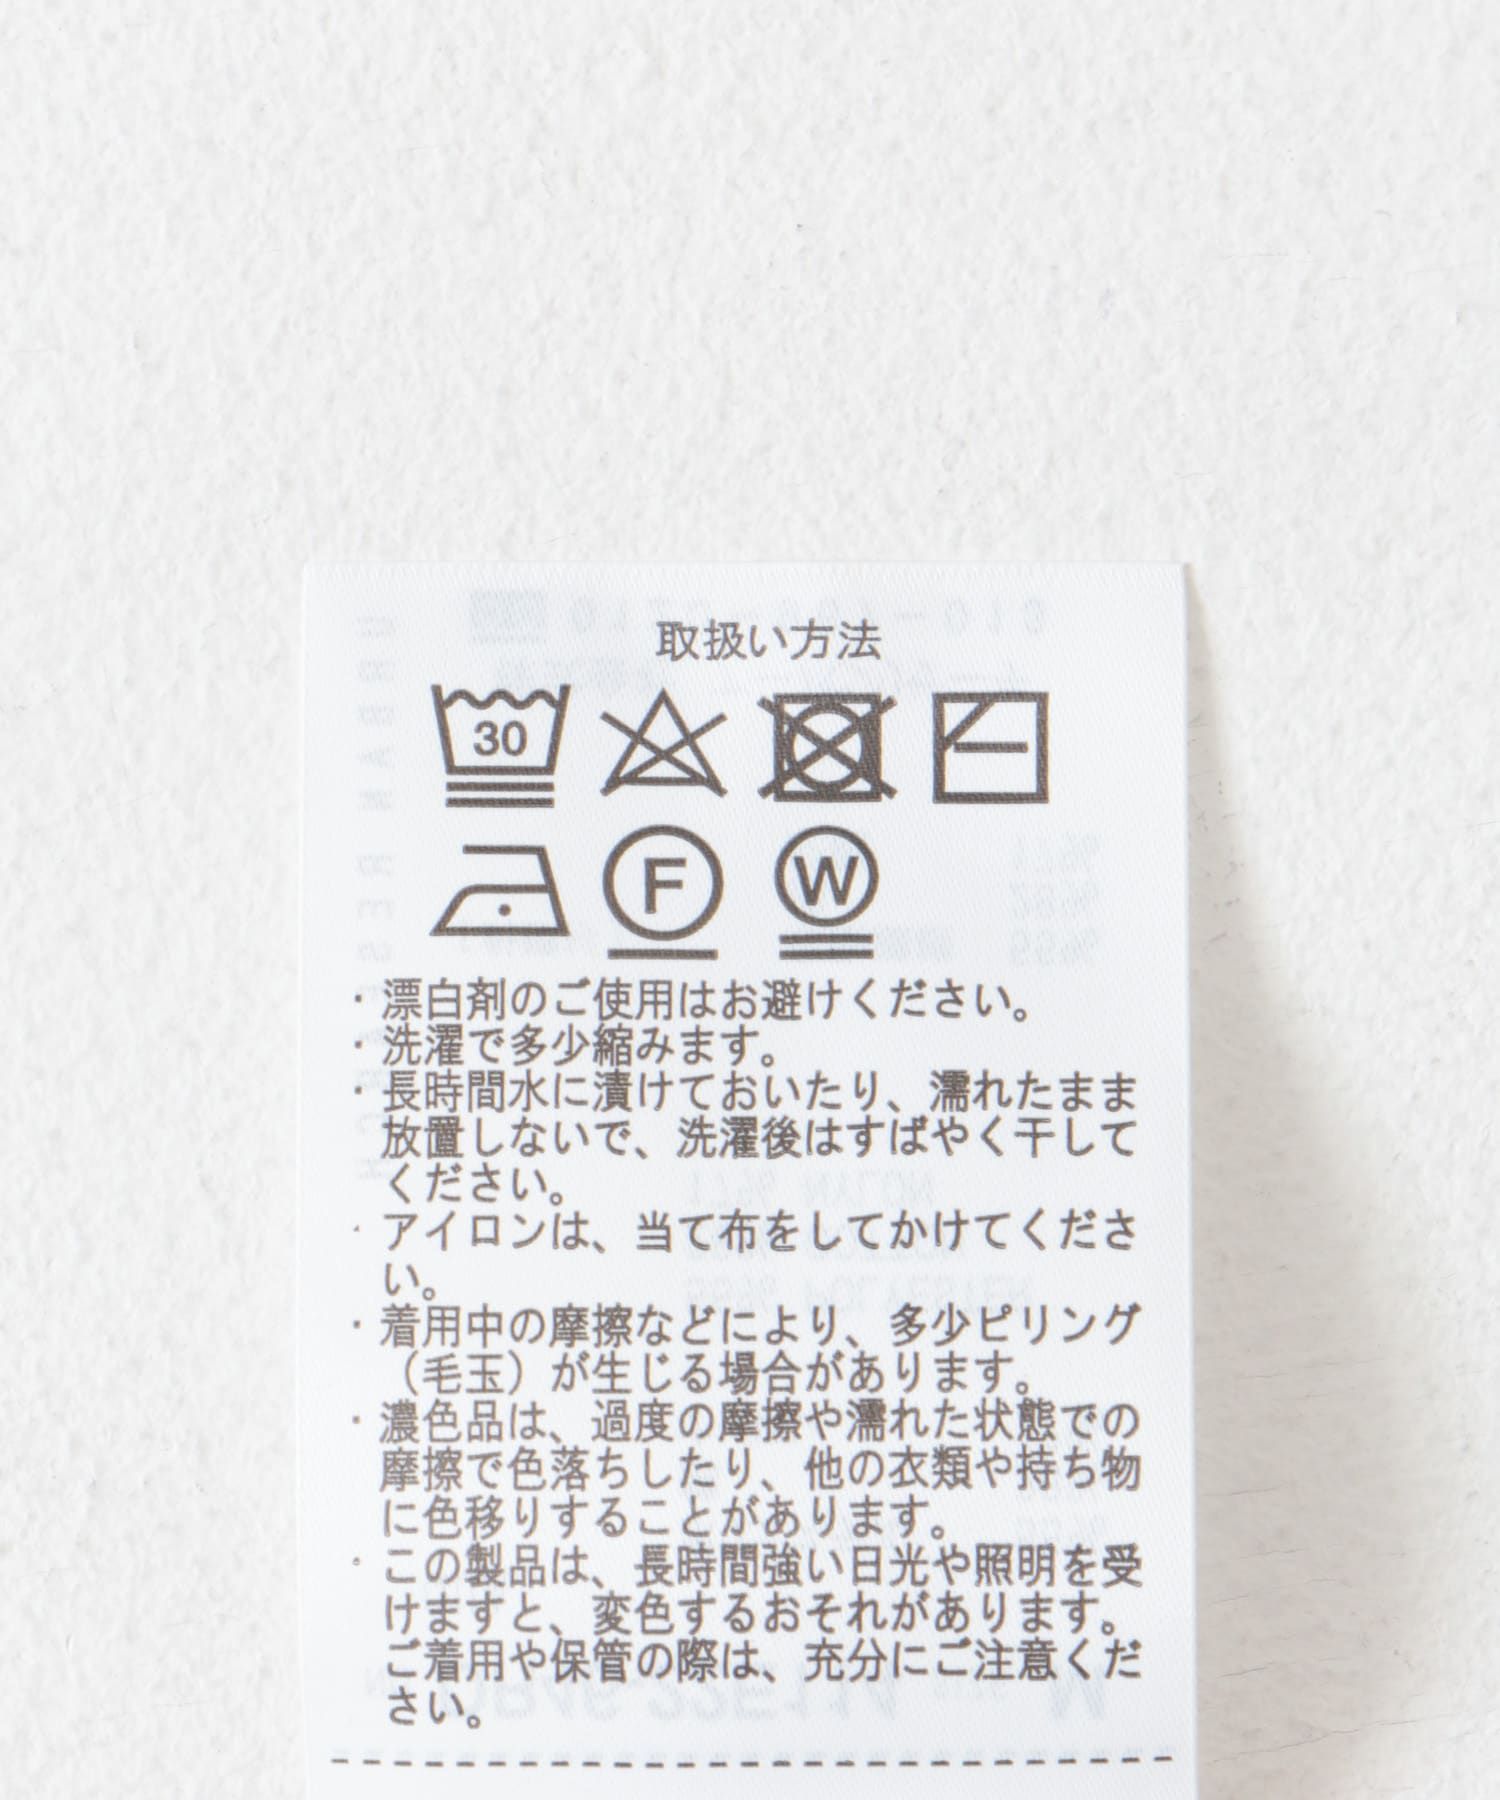 取扱い方法
30
F W
・漂白剤のご使用はお避けください。
・洗濯で多少縮みます。
・長時間水に漬けておいたり、濡れたまま
放置しないで、洗濯後はすばやく干して
ください。
・アイロンは、当て布をしてかけてくださ
い。
・着用中の摩擦などにより、多少ピリング
（毛玉）が生じる場合があります。
・濃色品は、過度の摩擦や濡れた状態での
摩擦で色落ちしたり、他の衣類や持ち物
に色移りすることがあります。
・この製品は、長時間強い日光や照明を受
けますと、変色するおそれがあります。
ご着用や保管の際は、充分にご注意くだ
さい。